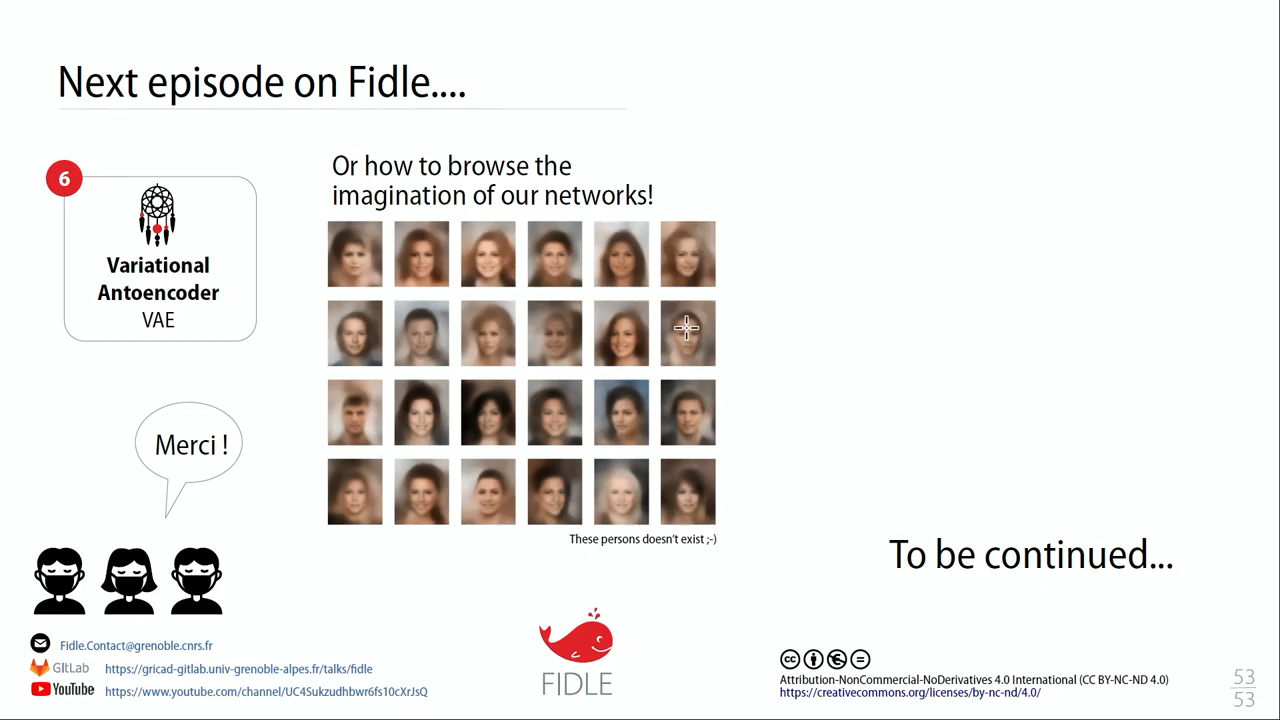 Next episode on Fidle....
6
Variational
Antoencoder
VAE
Or how to browse the
imagination of our networks!
These persons doesn't exist ;-)
Merci !
To be continued...
Fidle.Contact@grenoble.cnrs.fr
GItLab https://gricad-gitlab.univ-grenoble-alpes.fr/talks/fidle
YouTube https://www.youtube.com/channel/UC4Sukzudhbwr6fs10cXrJsQ
FIDLE
cc
Attribution-NonCommercial-NoDerivatives 4.0 International (CC BY-NC-ND 4.0)
https://creativecommons.org/licenses/by-nc-nd/4.0/
53
53